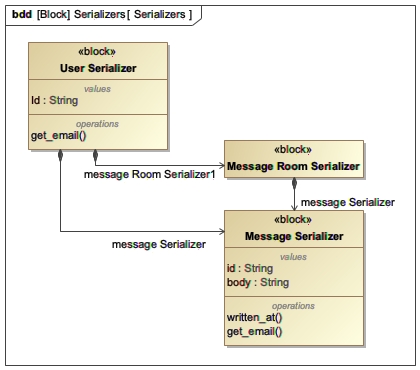 bdd [Block] Serializers[ Serializers ]
«block»
User Serializer
values
Id : String
operations
get_email()
«block»
Message Room Serializer
message Room Serializer1
message Serializer
message Serializer
«block»
Message Serializer
values
id : String
body : String
operations
written_at()
get_email()